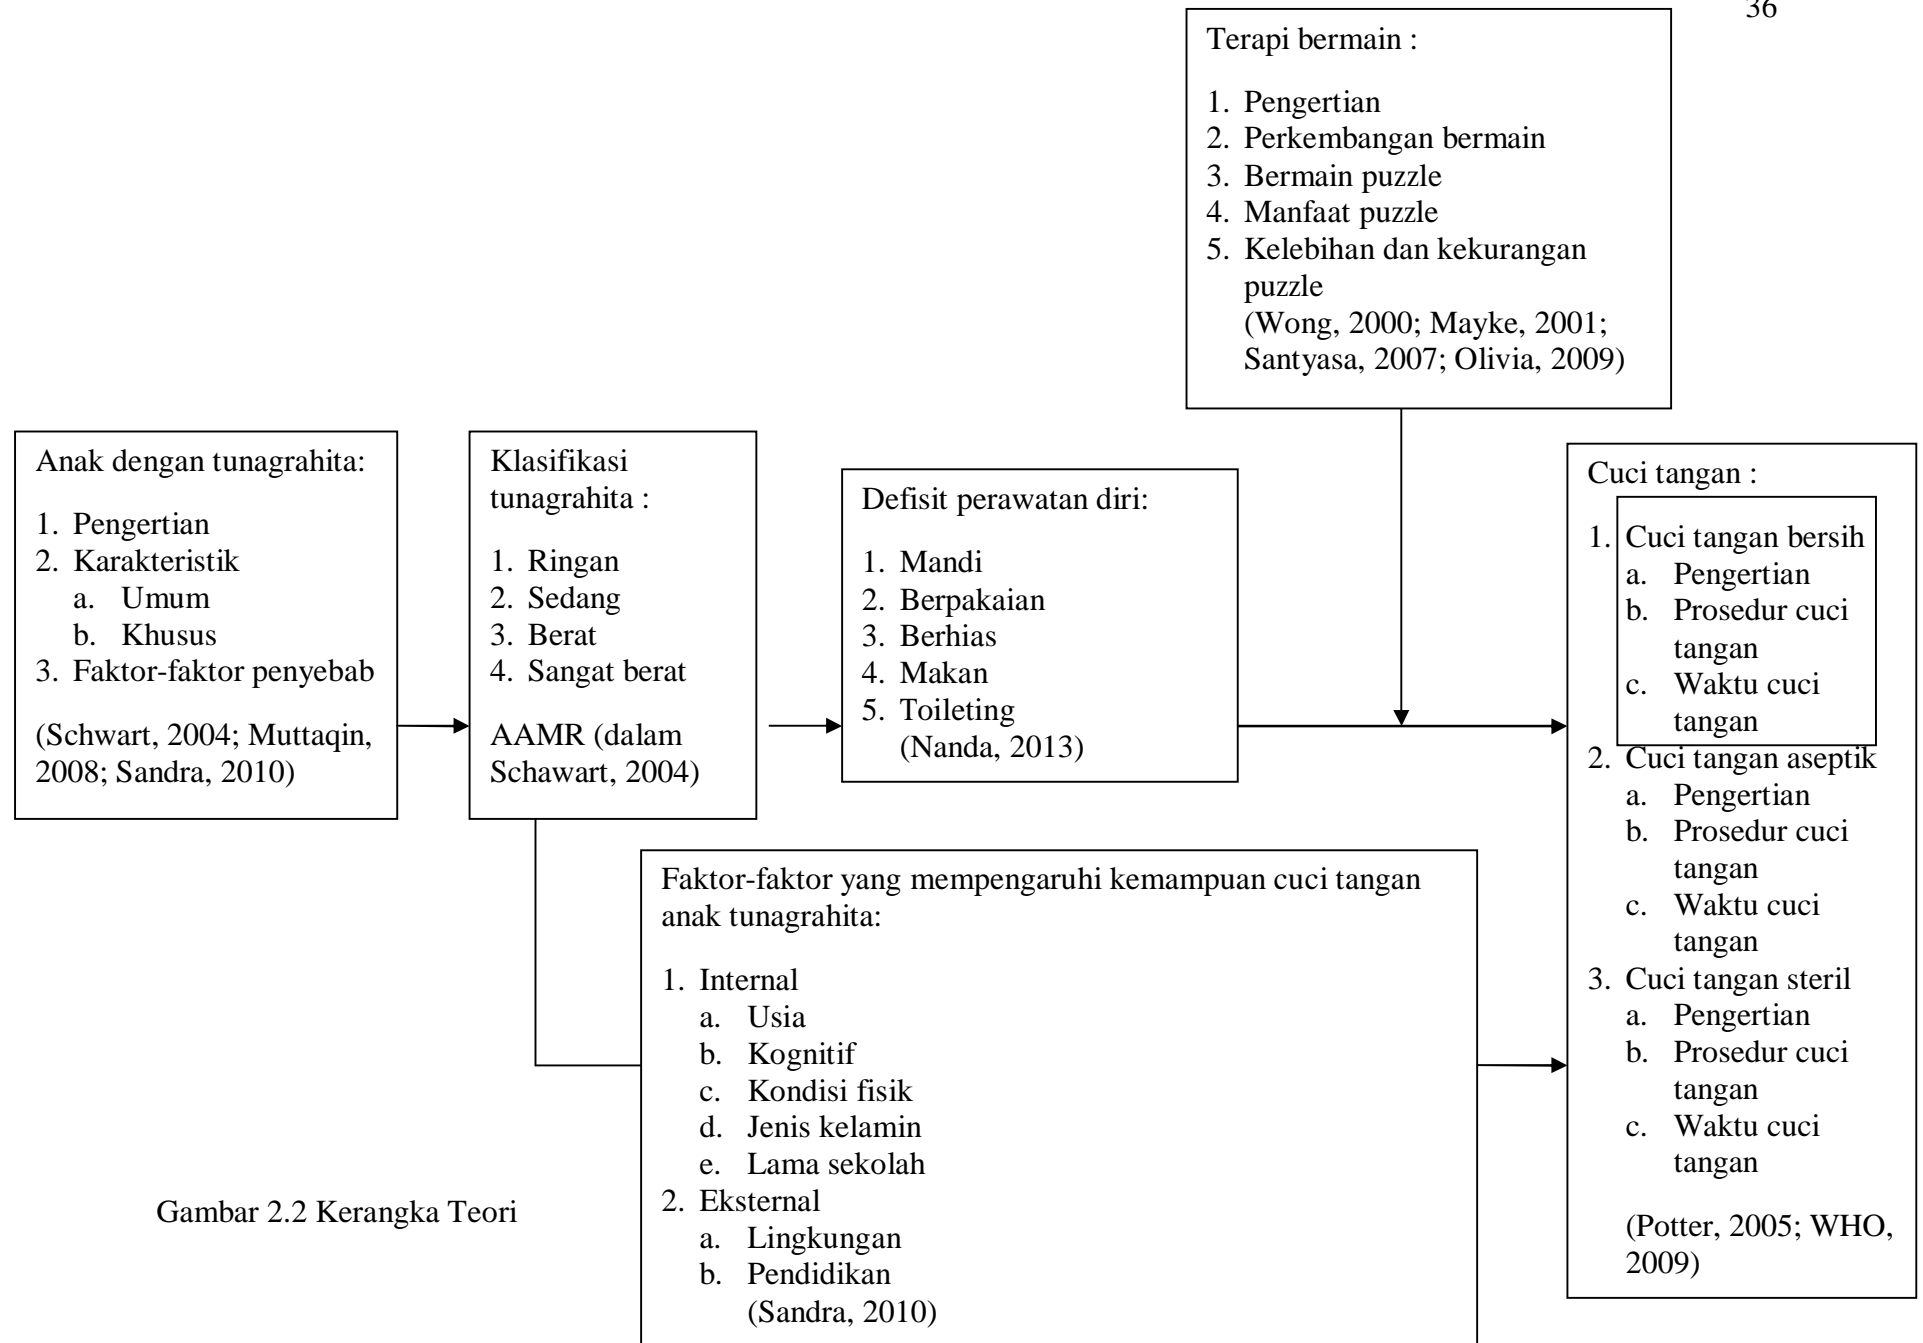 36
Terapi bermain :
1. Pengertian
2. Perkembangan bermain
3. Bermain puzzle
4. Manfaat puzzle
5. Kelebihan dan kekurangan
puzzle
(Wong, 2000; Mayke, 2001;
Santyasa, 2007; Olivia, 2009)
Anak dengan tunagrahita:
1. Pengertian
2. Karakteristik
a. Umum
b. Khusus
3. Faktor-faktor penyebab
(Schwart, 2004; Muttaqin,
2008; Sandra, 2010)
Klasifikasi
tunagrahita :
1. Ringan
2. Sedang
3. Berat
4. Sangat berat
AAMR (dalam
Schawart, 2004)
Defisit perawatan diri:
1. Mandi
2. Berpakaian
3. Berhias
4. Makan
5. Toileting
(Nanda, 2013)
Cuci tangan :
1. Cuci tangan bersih
a. Pengertian
b. Prosedur cuci
tangan
c. Waktu cuci
tangan
2. Cuci tangan aseptik
a. Pengertian
b. Prosedur cuci
tangan
c. Waktu cuci
tangan
3. Cuci tangan steril
a. Pengertian
b. Prosedur cuci
tangan
c. Waktu cuci
tangan
(Potter, 2005; WHO,
2009)
Faktor-faktor yang mempengaruhi kemampuan cuci tangan
anak tunagrahita:
1. Internal
a. Usia
b. Kognitif
c. Kondisi fisik
d. Jenis kelamin
e. Lama sekolah
2. Eksternal
a. Lingkungan
b. Pendidikan
(Sandra, 2010)
Gambar 2.2 Kerangka Teori